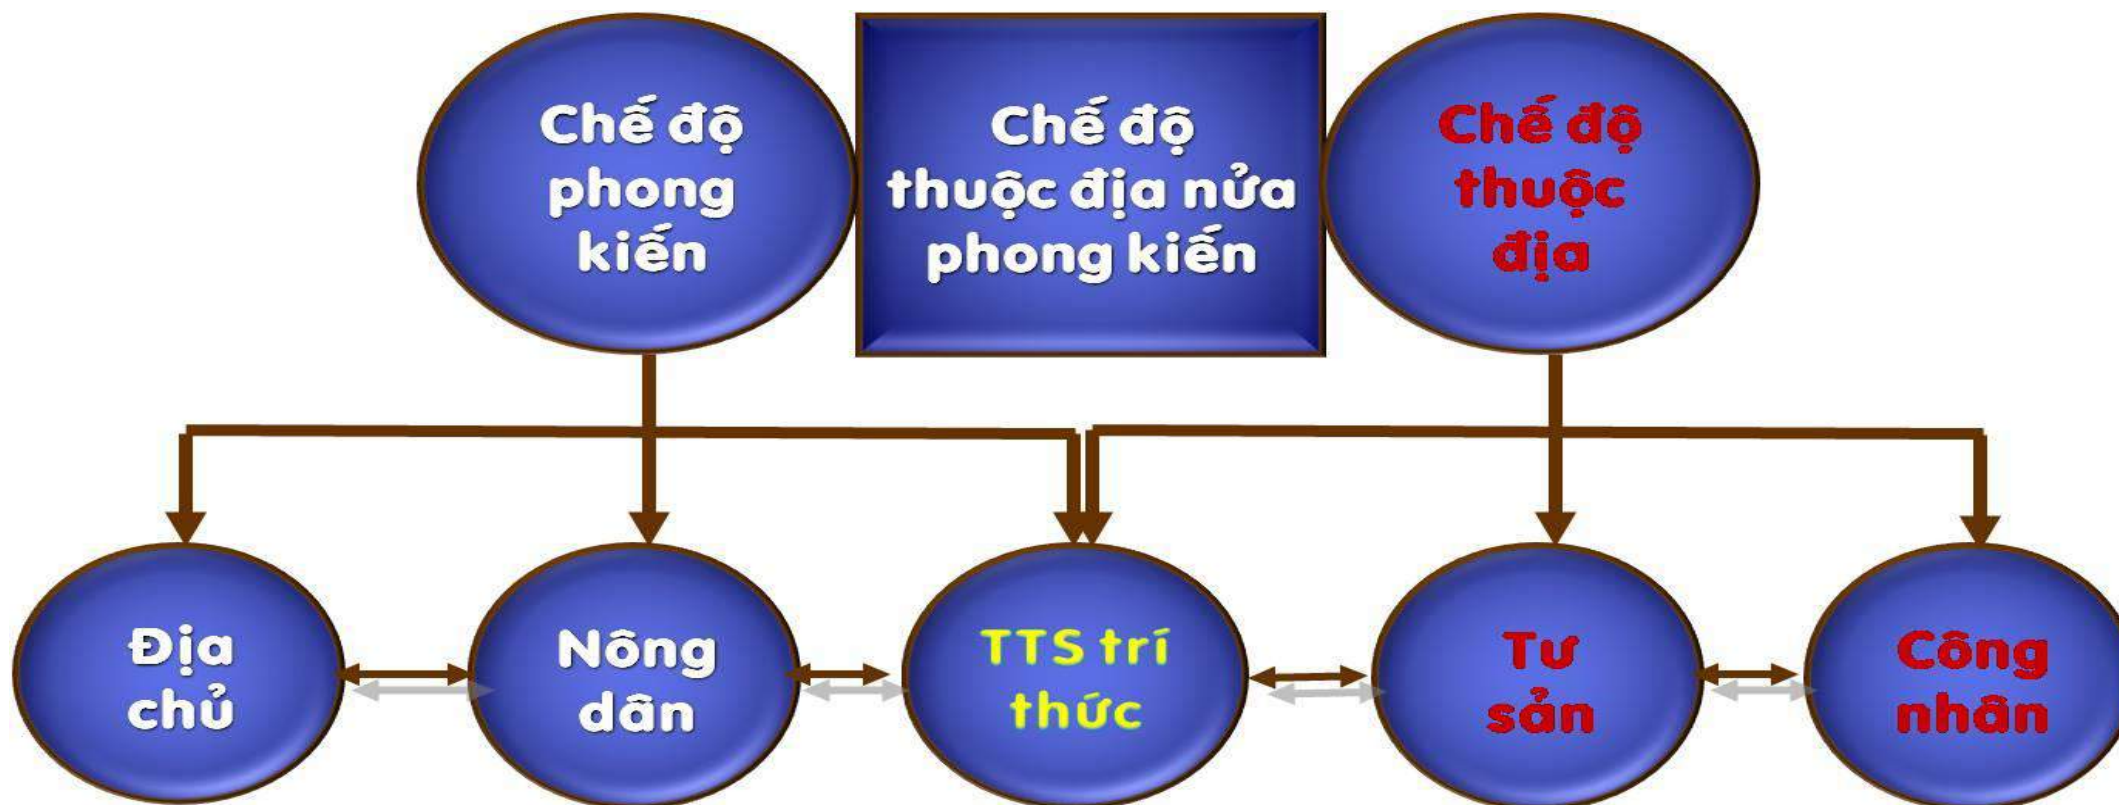 Chế độ
phong
kiến
Chế độ
thuộc địa nửa
phong kiến
Chế độ
thuộc
địa
Địa
chủ
Nông
dân
TTS trí
thức
Tư
sản
Công
nhân